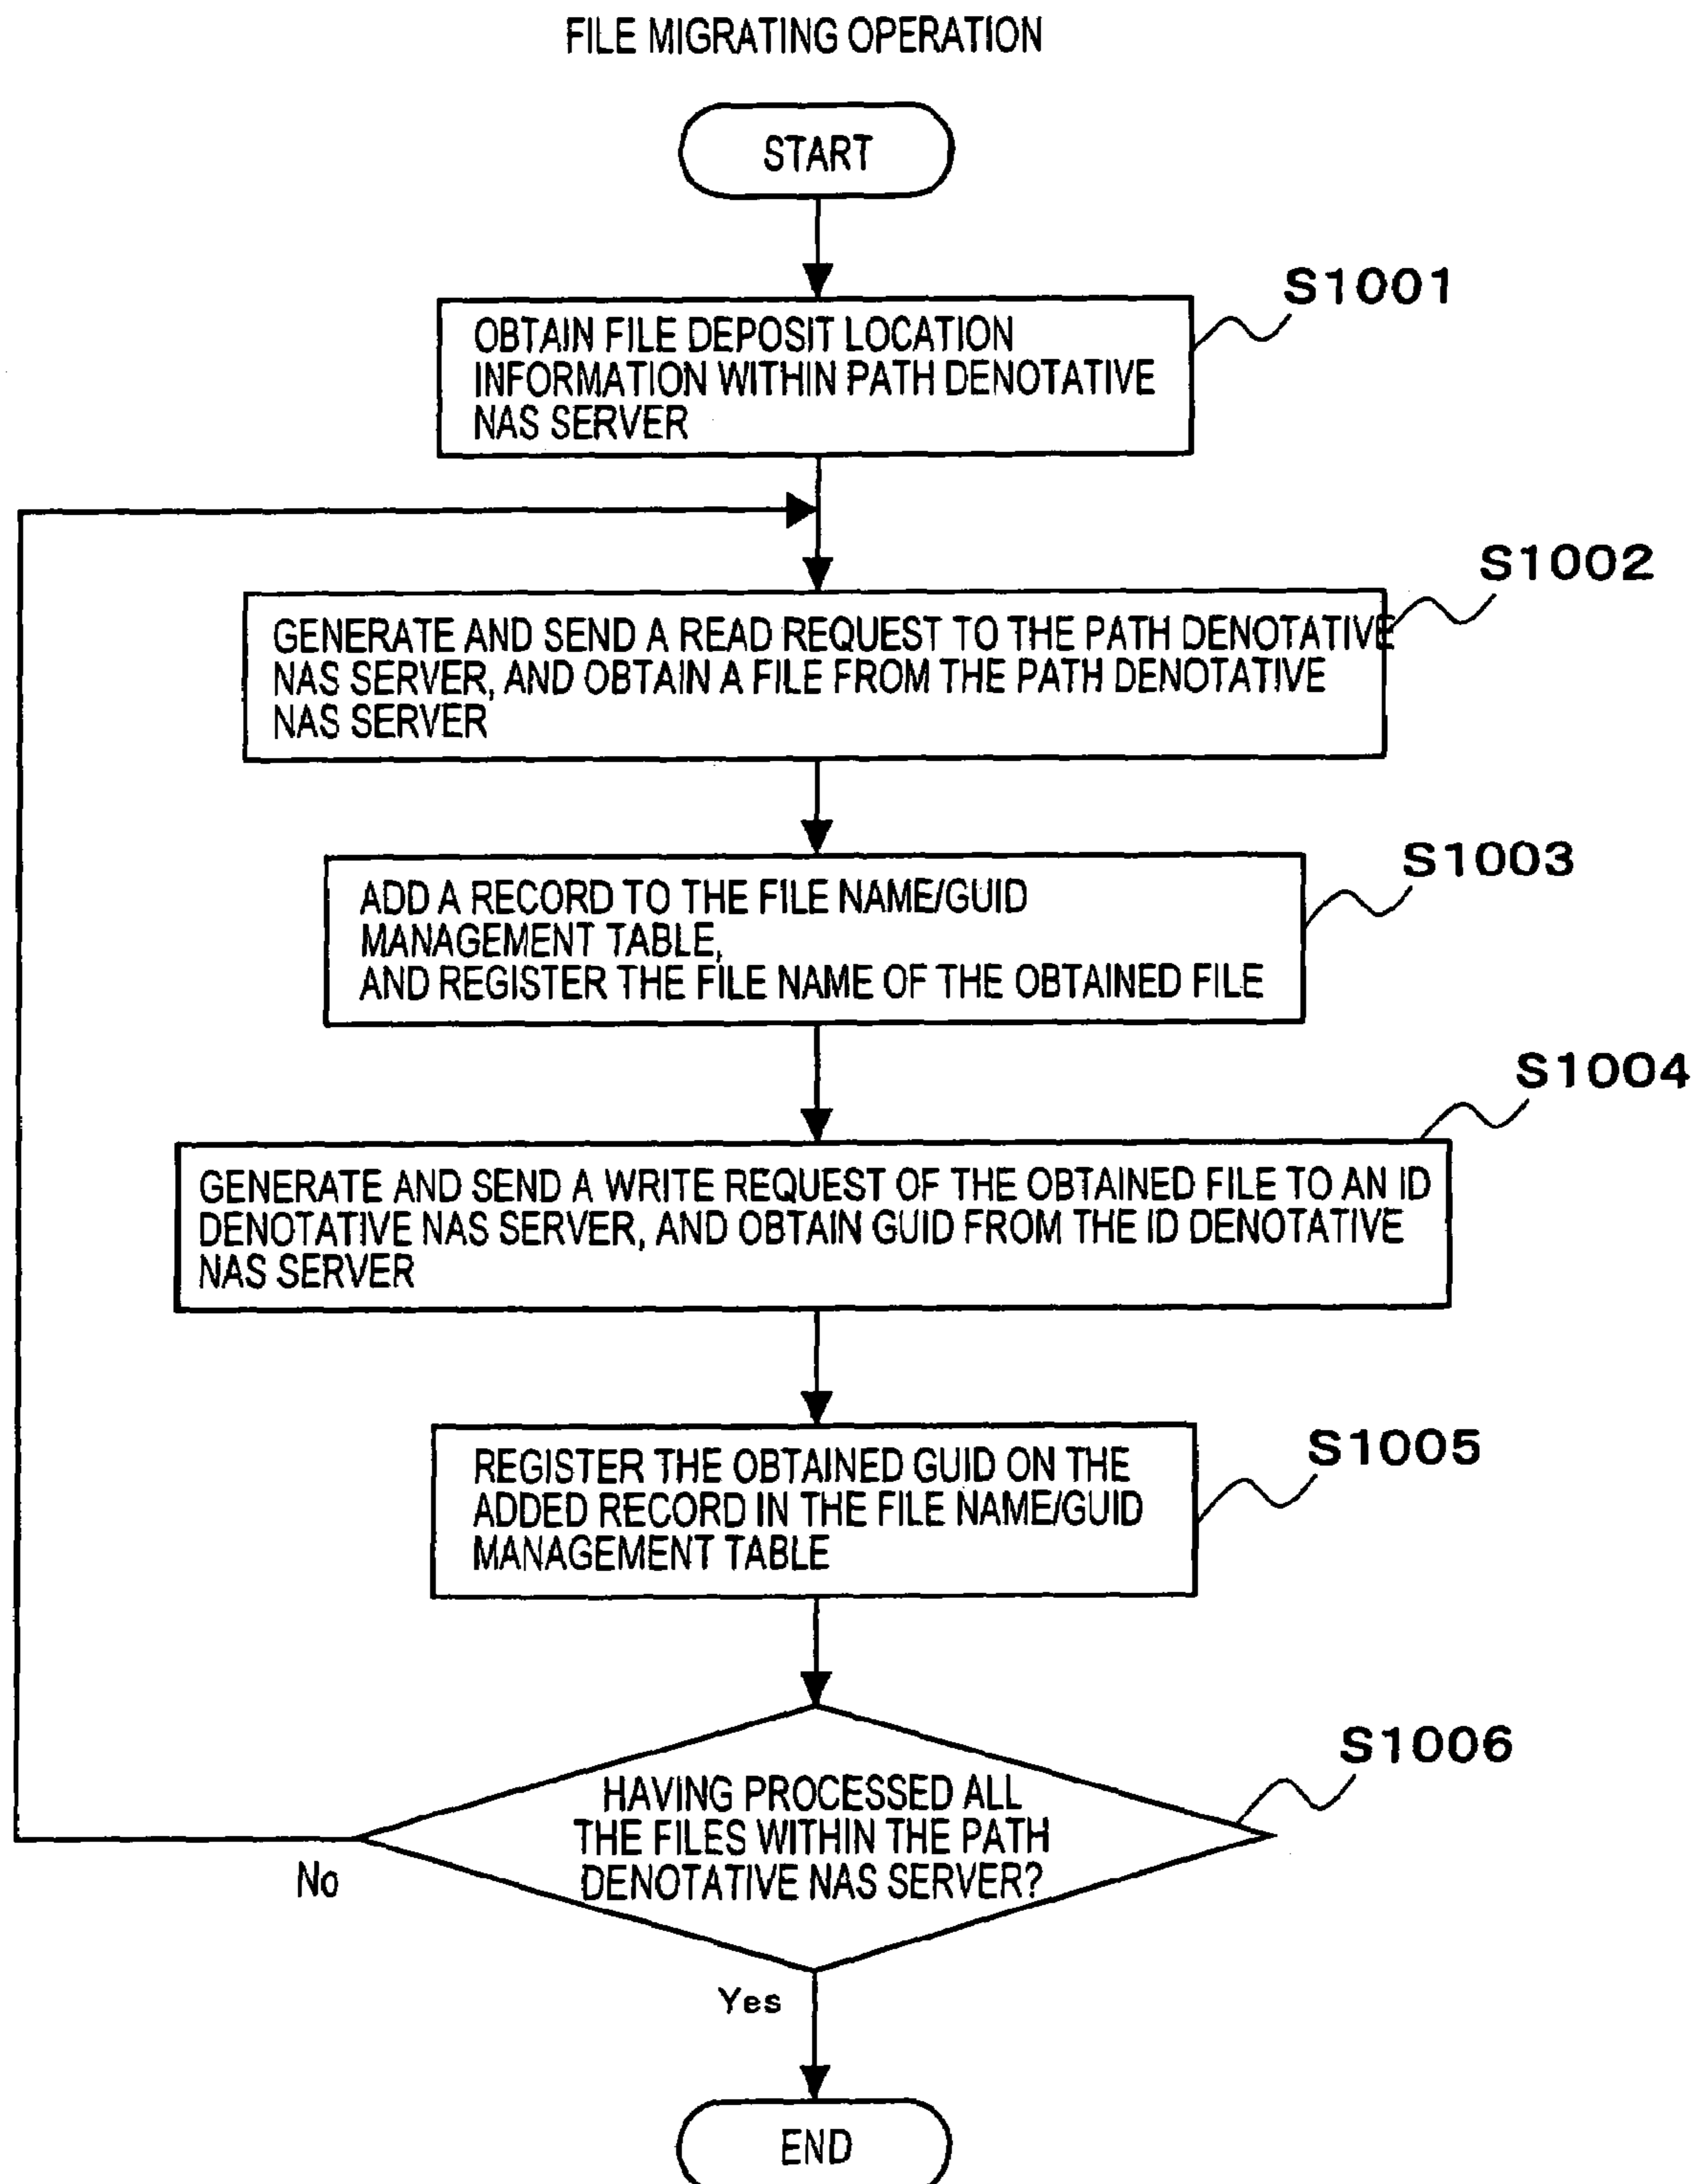 FILE MIGRATING OPERATION
START
S1001
OBTAIN FILE DEPOSIT LOCATION
INFORMATION WITHIN PATH DENOTATIVE
NAS SERVER
S1002
GENERATE AND SEND A READ REQUEST TO THE PATH DENOTATIVE
NAS SERVER, AND OBTAIN A FILE FROM THE PATH DENOTATIVE
NAS SERVER
S1003
ADD A RECORD TO THE FILE NAME/GUID
MANAGEMENT TABLE,
AND REGISTER THE FILE NAME OF THE OBTAINED FILE
S1004
GENERATE AND SEND A WRITE REQUEST OF THE OBTAINED FILE TO AN ID
DENOTATIVE NAS SERVER, AND OBTAIN GUID FROM THE ID DENOTATIVE
NAS SERVER
S1005
REGISTER THE OBTAINED GUID ON THE
ADDED RECORD IN THE FILE NAME/GUID
MANAGEMENT TABLE
S1006
HAVING PROCESSED ALL
THE FILES WITHIN THE PATH
DENOTATIVE NAS SERVER?
No
Yes
END